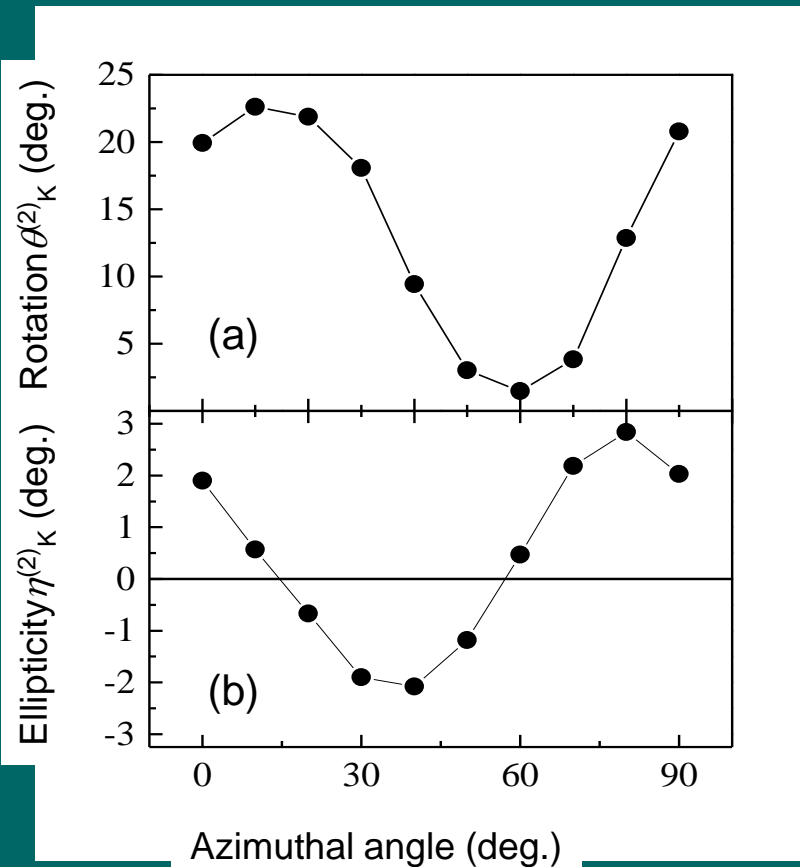 Rotation θ(2)K (deg.)
25
20
15
10
5
(a)
Ellipticity η(2)K (deg.)
3
2
1
0
-1
-2
-3
(b)
0 30 60 90
Azimuthal angle (deg.)